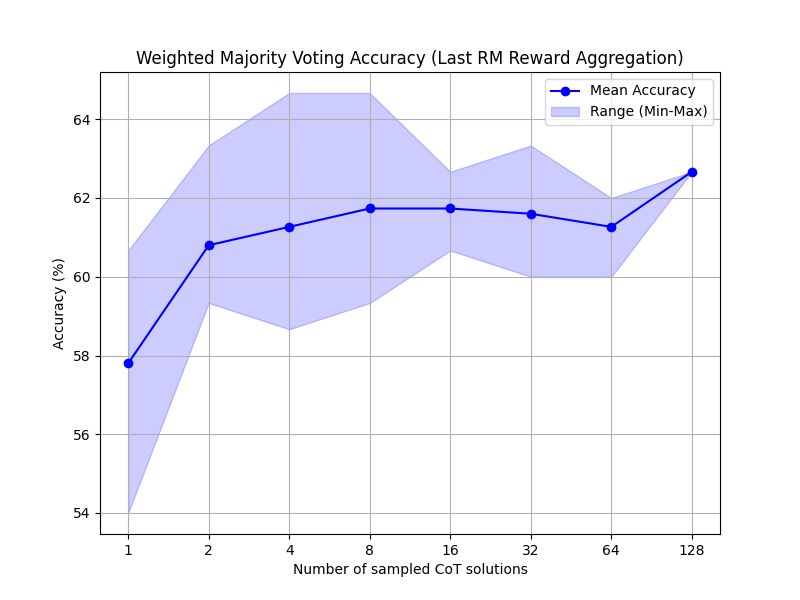 Weighted Majority Voting Accuracy (Last RM Reward Aggregation)
Mean Accuracy
Range (Min-Max)
Accuracy (%)
64
62
60
58
56
54
1 2 4 8 16 32 64 128
Number of sampled CoT solutions